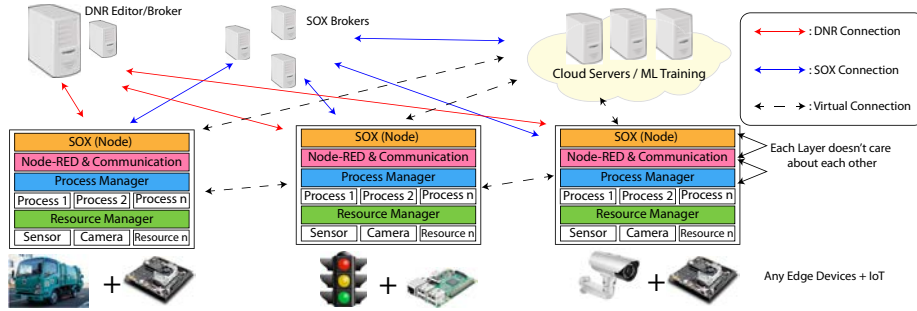 DNR Editor/Broker
SOX Brokers
Cloud Servers / ML Training
: DNR Connection
: SOX Connection
: Virtual Connection
SOX (Node)
Node-RED & Communication
Process Manager
Process 1
Process 2
Process n
Resource Manager
Sensor
Camera
Resource n
SOX (Node)
Node-RED & Communication
Process Manager
Process 1
Process 2
Process n
Resource Manager
Sensor
Camera
Resource n
SOX (Node)
Node-RED & Communication
Process Manager
Process 1
Process 2
Process n
Resource Manager
Sensor
Camera
Resource n
Each Layer doesn't care
about each other
+
+
+
Any Edge Devices + IoT